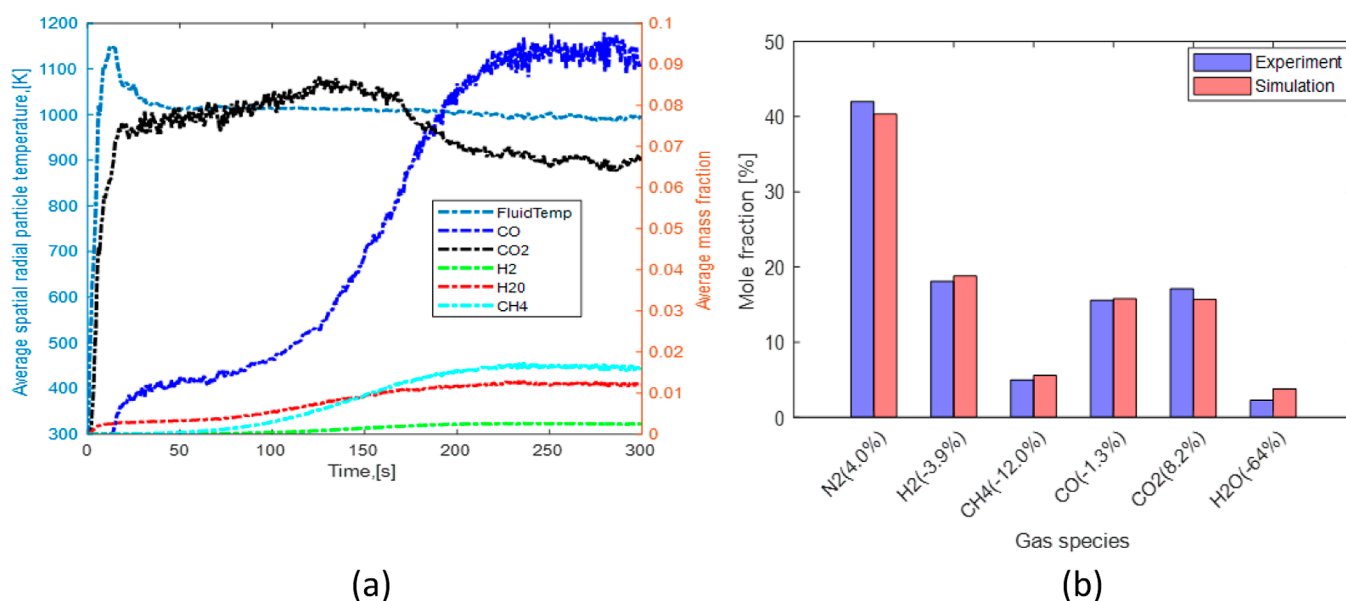 1200
1100
1000
900
800
700
600
500
400
300
Average spatial radial particle temperature,[K]
0.1
0.09
0.08
0.07
0.06
0.05
0.04
0.03
0.02
0.01
0
Average mass fraction
FluidTemp
CO
CO2
H2
H20
CH4
0 50 100 150 200 250 300
Time,[s]
(a)
50
40
30
20
10
0
Mole fraction [%]
Experiment
Simulation
N2(4.0%)
H2(-3.9%)
CH4(-12.0%)
CO(-1.3%)
CO2(8.2%)
H2O(-64%)
Gas species
(b)